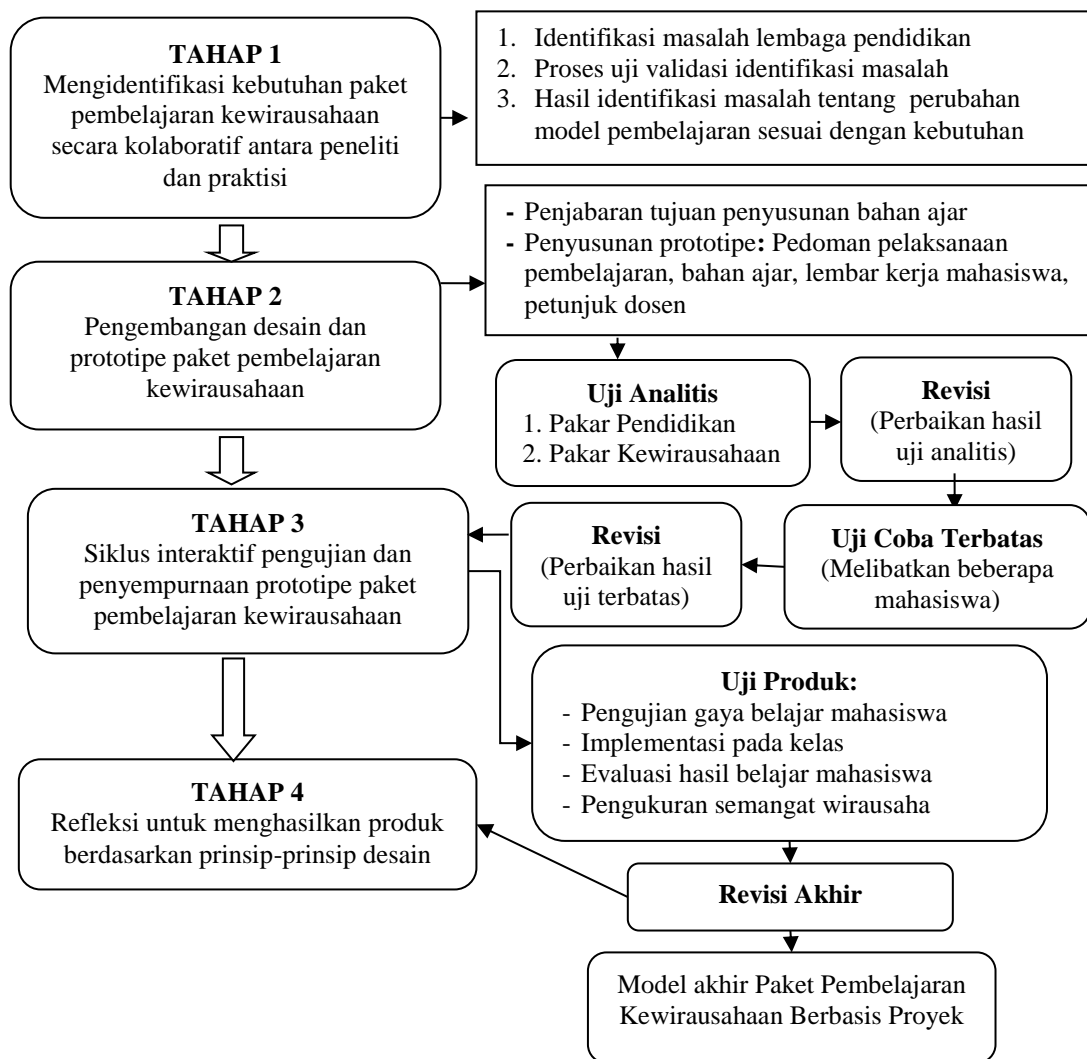 TAHAP 1
Mengidentifikasi kebutuhan paket
pembelajaran kewirausahaan
secara kolaboratif antara peneliti
dan praktisi
1. Identifikasi masalah lembaga pendidikan
2. Proses uji validasi identifikasi masalah
3. Hasil identifikasi masalah tentang perubahan
model pembelajaran sesuai dengan kebutuhan
TAHAP 2
Pengembangan desain dan
prototipe paket pembelajaran
kewirausahaan
- Penjabaran tujuan penyusunan bahan ajar
- Penyusunan prototipe: Pedoman pelaksanaan
pembelajaran, bahan ajar, lembar kerja mahasiswa,
petunjuk dosen
Uji Analitis
1. Pakar Pendidikan
2. Pakar Kewirausahaan
Revisi
(Perbaikan hasil
uji analitis)
TAHAP 3
Siklus interaktif pengujian dan
penyempurnaan prototipe paket
pembelajaran kewirausahaan
Revisi
(Perbaikan hasil
uji terbatas)
Uji Coba Terbatas
(Melibatkan beberapa
mahasiswa)
Uji Produk:
- Pengujian gaya belajar mahasiswa
- Implementasi pada kelas
- Evaluasi hasil belajar mahasiswa
- Pengukuran semangat wirausaha
TAHAP 4
Refleksi untuk menghasilkan produk
berdasarkan prinsip-prinsip desain
Revisi Akhir
Model akhir Paket Pembelajaran
Kewirausahaan Berbasis Proyek